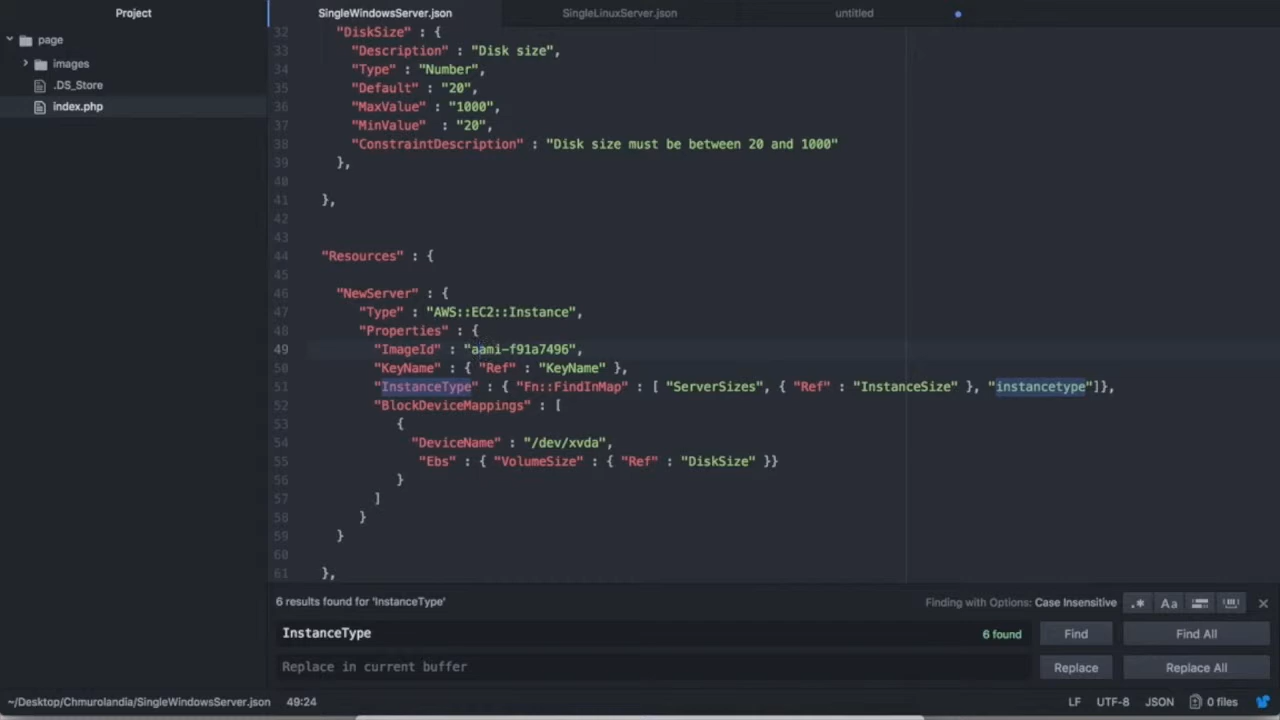 Project
SingleWindowsServer.json
SingleLinuxServer.json
untitled
page
images
.DS_Store
index.php
32 "DiskSize" : {
33 "Description" : "Disk size",
34 "Type" : "Number",
35 "Default" : "20",
36 "MaxValue" : "1000",
37 "MinValue"  : "20",
38 "ConstraintDescription" : "Disk size must be between 20 and 1000"
39 },
40
41 },
42
43
44 "Resources" : {
45
46 "NewServer" : {
47 "Type" : "AWS::EC2::Instance",
48 "Properties" : {
49 "ImageId" : "aami-f91a7496",
50 "KeyName" : { "Ref" : "KeyName" },
51 "InstanceType" : { "Fn::FindInMap" : [ "ServerSizes", { "Ref" : "InstanceSize" }, "instancetype"]},
52 "BlockDeviceMappings" : [
53 {
54 "DeviceName" : "/dev/xvda",
55 "Ebs" : { "VolumeSize" : { "Ref" : "DiskSize" }}
56 }
57 ]
58 }
59 }
60
61 },
6 results found for 'InstanceType'
Finding with Options: Case Insensitive
.* Aa
InstanceType
6 found
Find
Find All
Replace in current buffer
Replace
Replace All
~/Desktop/Chmurolandia/SingleWindowsServer.json 49:24
LF UTF-8 JSON 0 files